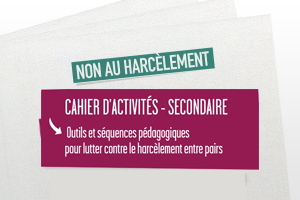 NON AU HARCÈLEMENT
CAHIER D'ACTIVITÉS - SECONDAIRE
Outils et séquences pédagogiques
pour lutter contre le harcèlement entre pairs